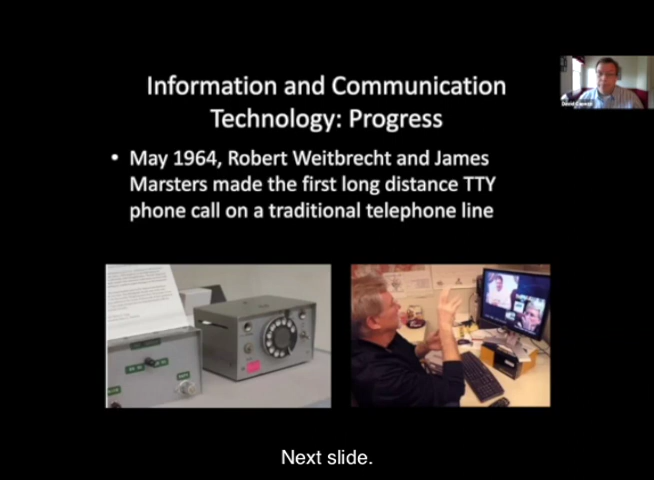 Information and Communication
Technology: Progress
• May 1964, Robert Weitbrecht and James
Marsters made the first long distance TTY
phone call on a traditional telephone line
Next slide.